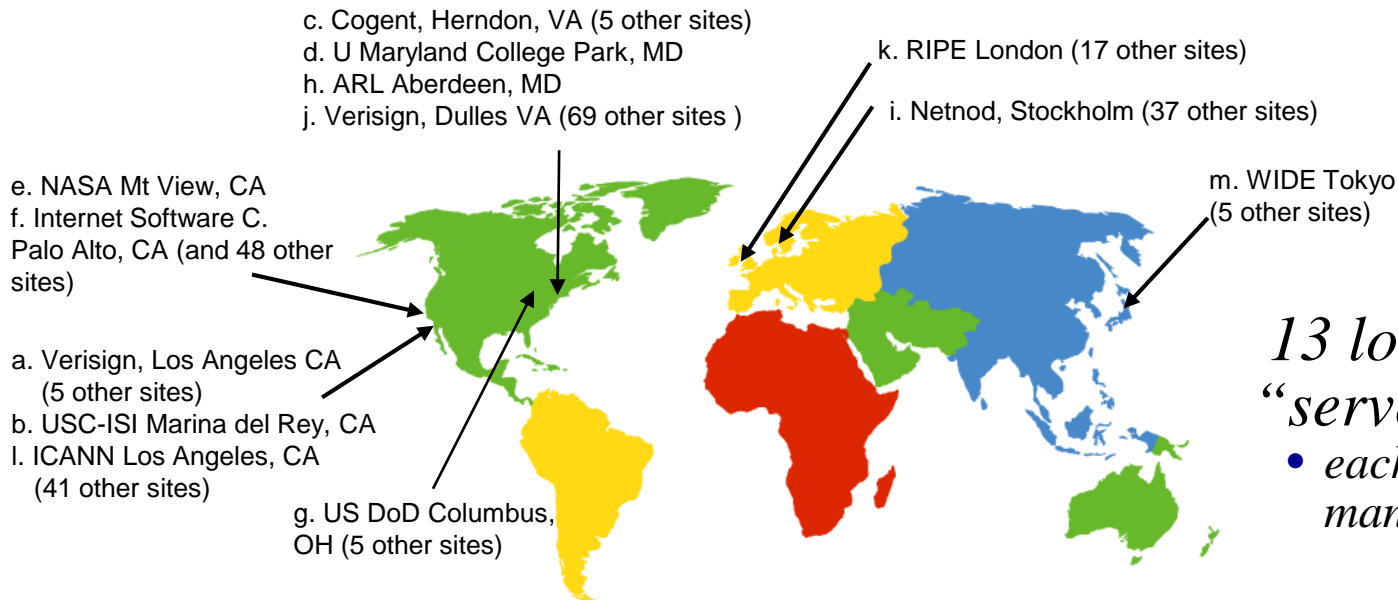 c. Cogent, Herndon, VA (5 other sites)
d. U Maryland College Park, MD
h. ARL Aberdeen, MD
j. Verisign, Dulles VA (69 other sites )
k. RIPE London (17 other sites)
i. Netnod, Stockholm (37 other sites)
m. WIDE Tokyo
(5 other sites)
e. NASA Mt View, CA
f. Internet Software C.
Palo Alto, CA (and 48 other
sites)
a. Verisign, Los Angeles CA
(5 other sites)
b. USC-ISI Marina del Rey, CA
l. ICANN Los Angeles, CA
(41 other sites)
g. US DoD Columbus,
OH (5 other sites)
13 lo
“serv
• each
man